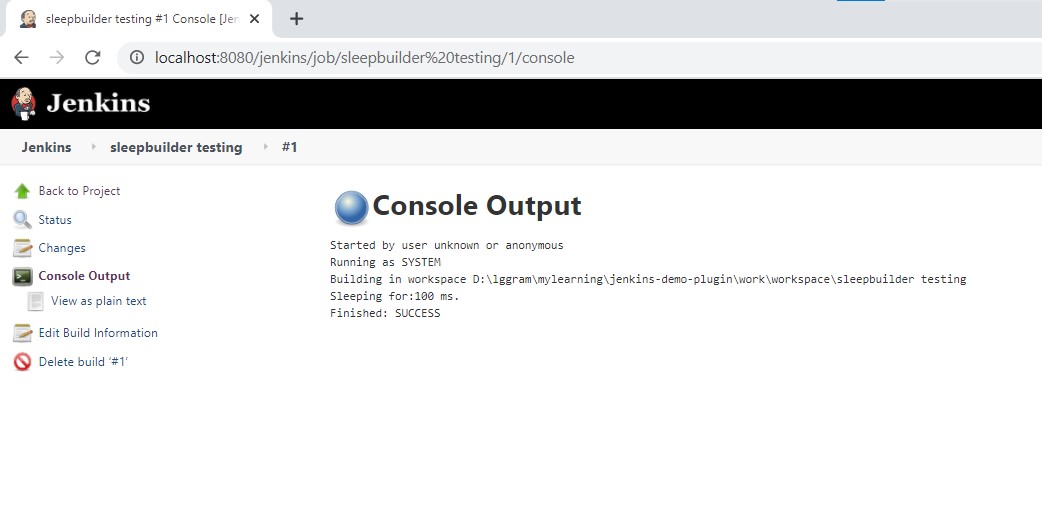 sleepbuilder testing #1 Console [Jen
localhost:8080/jenkins/job/sleepbuilder%20testing/1/console
Jenkins
Jenkins sleepbuilder testing #1
Back to Project
Status
Changes
Console Output
View as plain text
Edit Build Information
Delete build ‘#1’
Console Output
Started by user unknown or anonymous
Running as SYSTEM
Building in workspace D:\lggram\mylearning\jenkins-demo-plugin\work\workspace\sleepbuilder testing
Sleeping for:100 ms.
Finished: SUCCESS